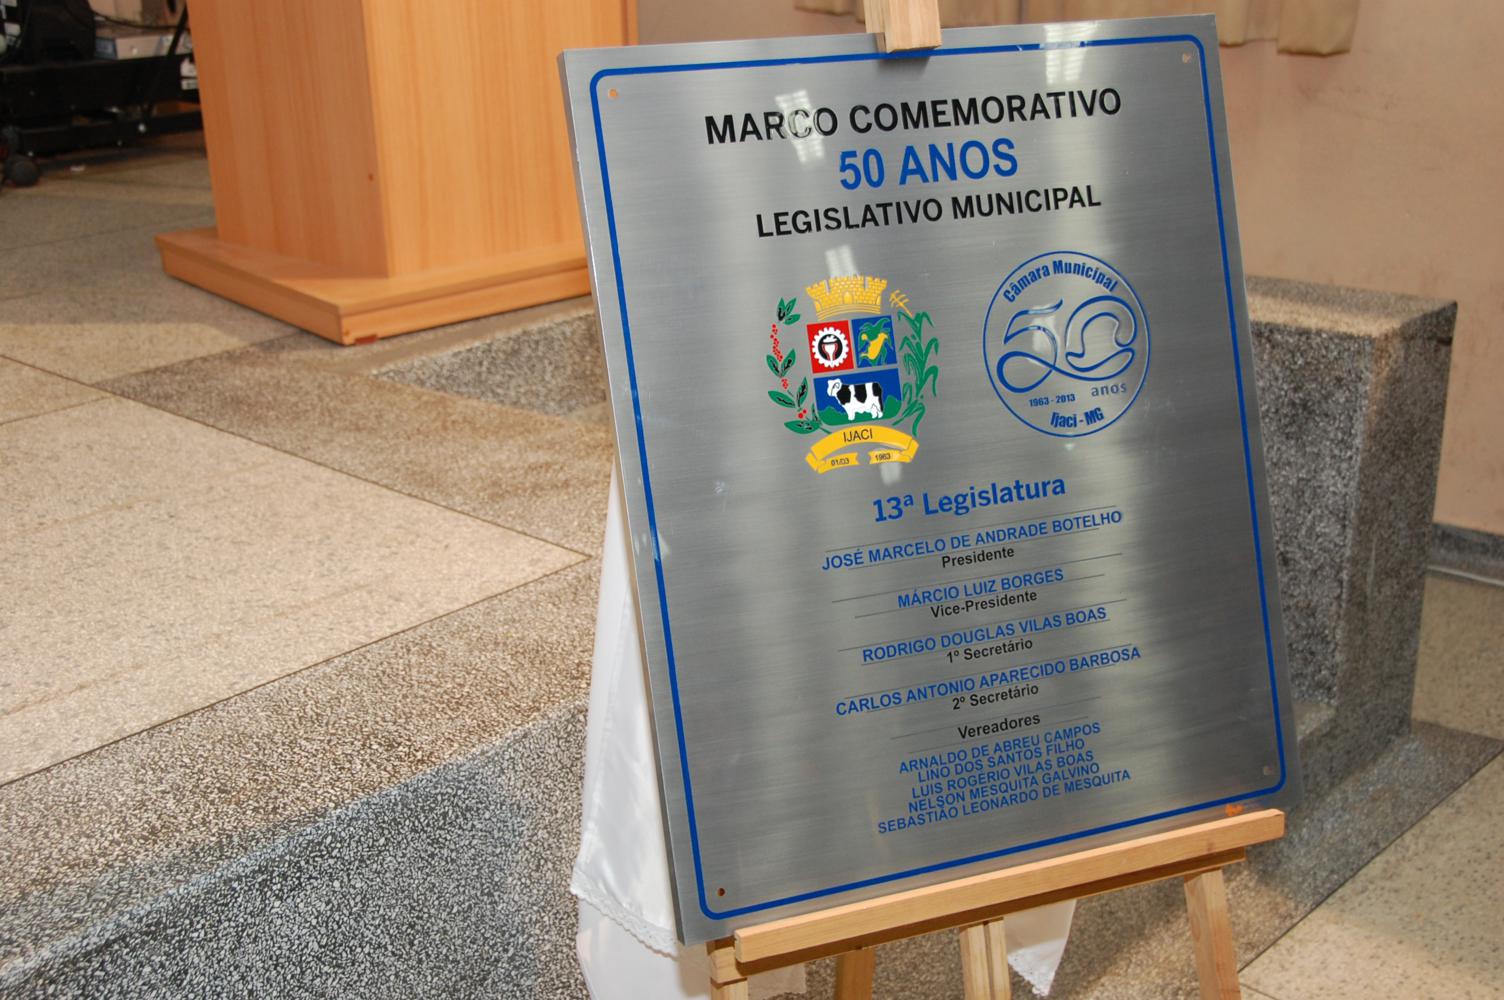 MARCO COMEMORATIVO
50 ANOS
LEGISLATIVO MUNICIPAL
IJACI
01/03 1963
Câmara Municipal
50
anos
1963 - 2013
Ijaci - MG
13ª Legislatura
JOSÉ MARCELO DE ANDRADE BOTELHO
Presidente
MÁRCIO LUIZ BORGES
Vice-Presidente
RODRIGO DOUGLAS VILAS BOAS
1º Secretário
CARLOS ANTONIO APARECIDO BARBOSA
2º Secretário
Vereadores
ARNALDO DE ABREU CAMPOS
LINO DOS SANTOS FILHO
LUIS ROGÉRIO VILAS BOAS
NELSON MESQUITA GALVINO
SEBASTIÃO LEONARDO DE MESQUITA